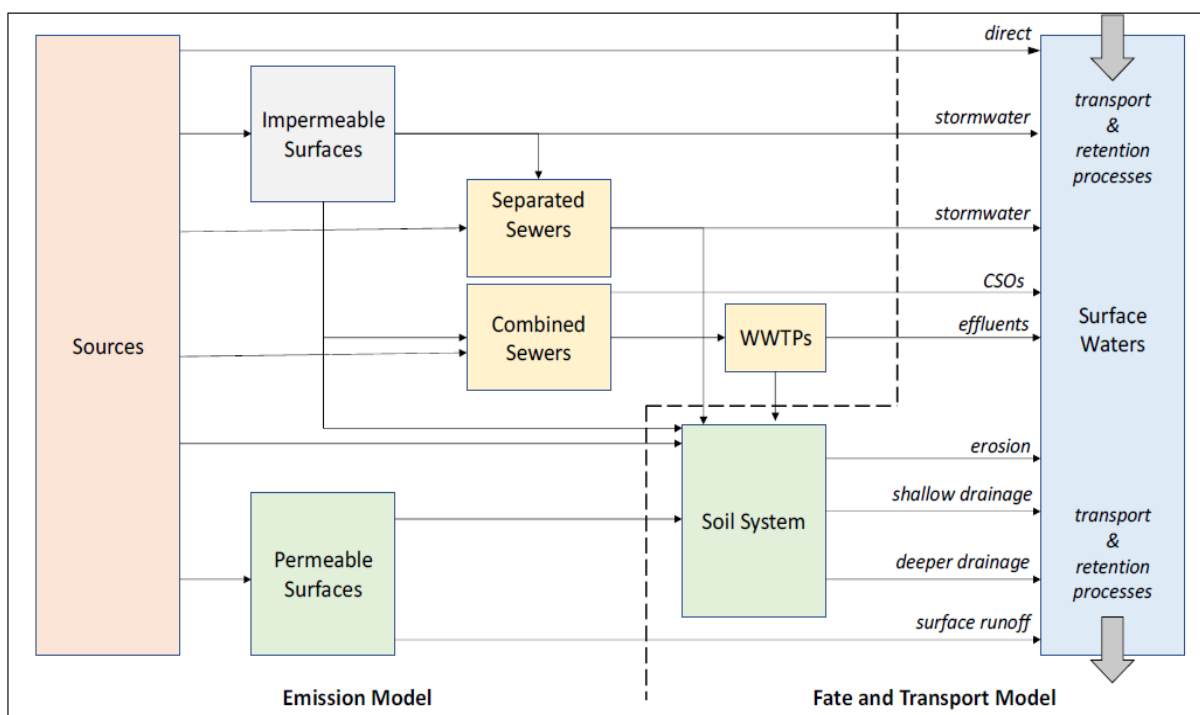 direct
transport
&
retention
processes
Impermeable
Surfaces
stormwater
Separated
Sewers
stormwater
CSOs
Combined
Sewers
WWTPs
effluents
Sources
Surface
Waters
erosion
shallow drainage
Soil System
transport
&
retention
processes
Permeable
Surfaces
deeper drainage
surface runoff
Emission Model
Fate and Transport Model